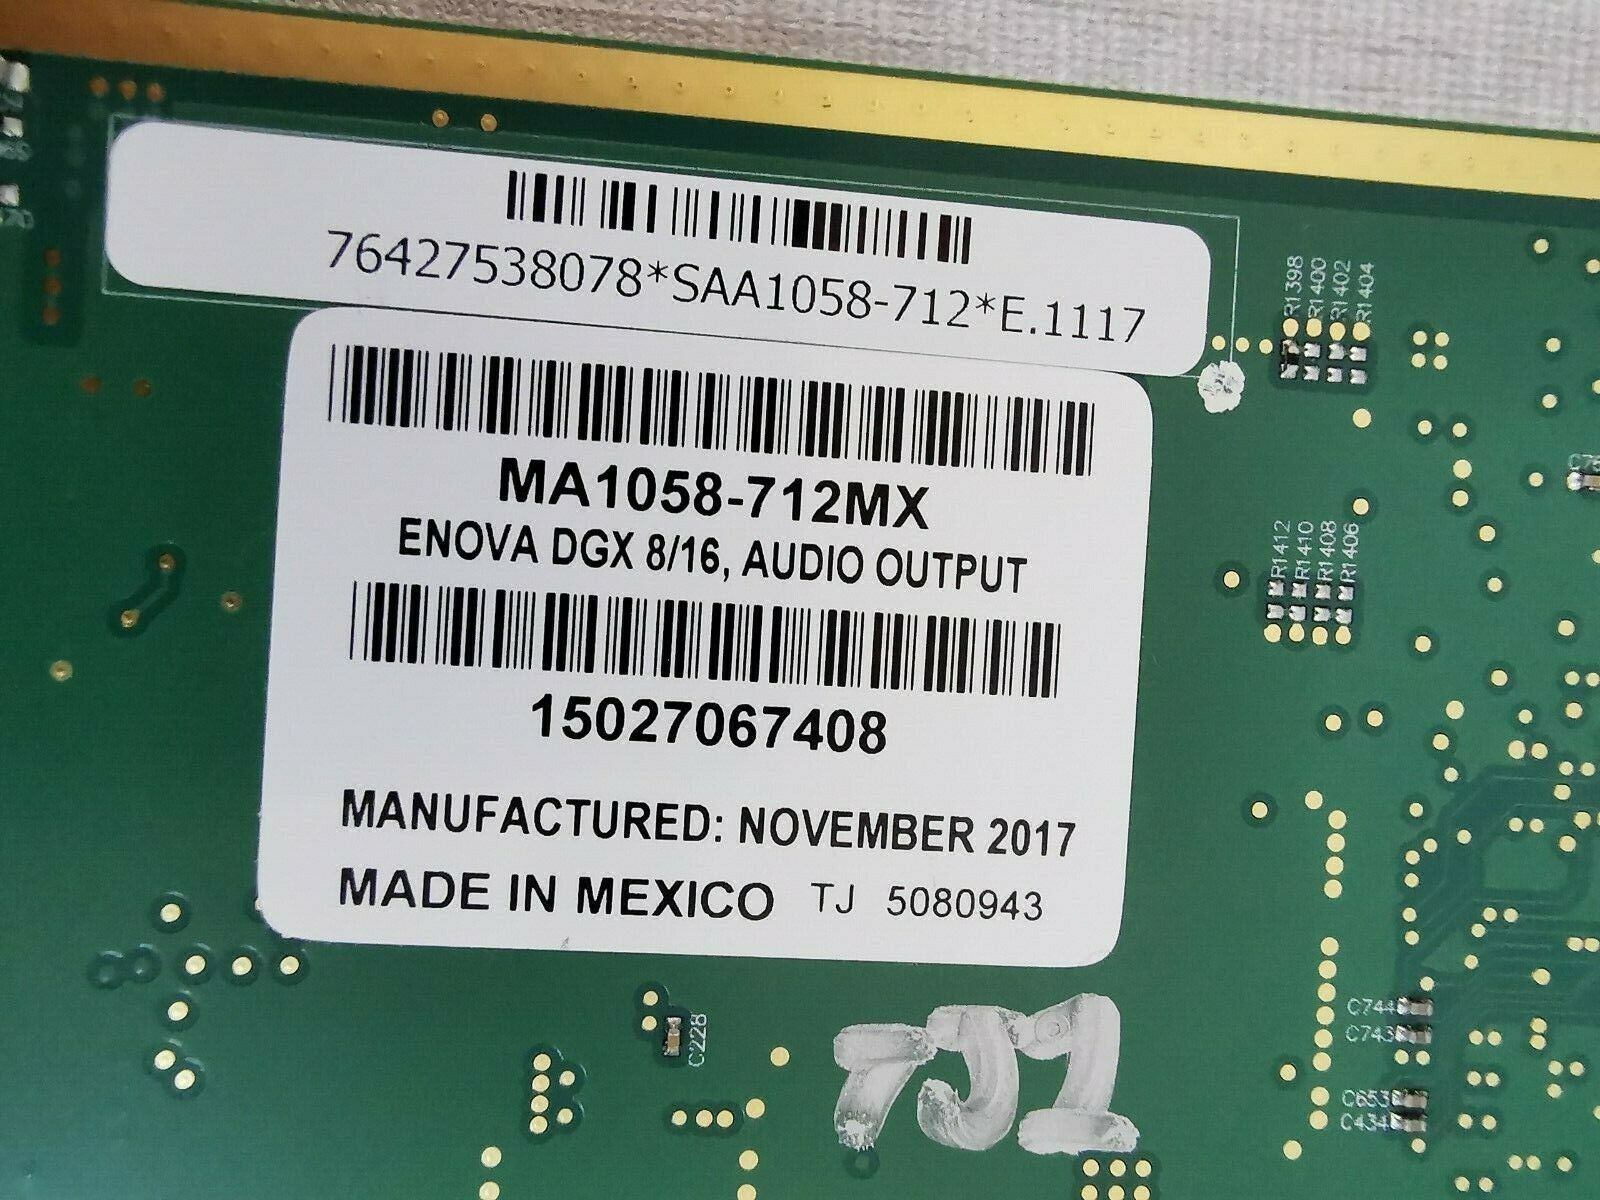 76427538078*SAA1058-712*E.1117
MA1058-712MX
ENOVA DGX 8/16, AUDIO OUTPUT
15027067408
MANUFACTURED: NOVEMBER 2017
MADE IN MEXICO TJ 5080943
R1398
R1400
R1402
R1404
R1412
R1410
R1408
R1406
C228
C744
C743
C653
C434